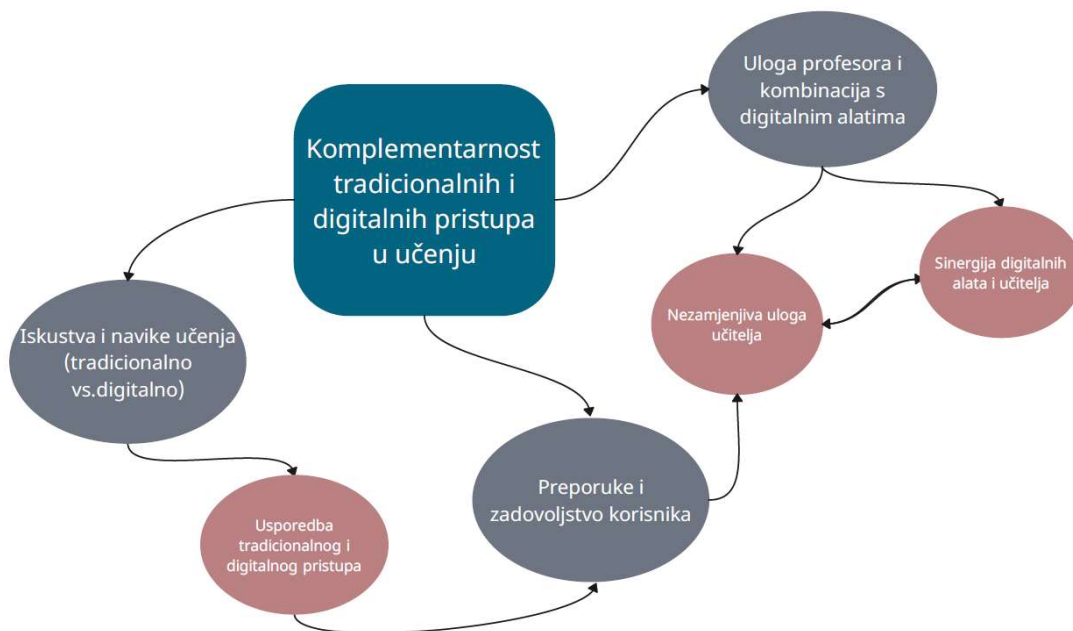 Uloga profesora i
kombinacija s
digitalnim alatima
Komplementarnost
tradicionalnih i
digitalnih pristupa
u učenju
Sinergija digitalnih
alata i učitelja
Nezamjenjiva uloga
učitelja
Iskustva i navike učenja
(tradicionalno
vs.digitalno)
Preporuke i
zadovoljstvo korisnika
Usporedba
tradicionalnog i
digitalnog pristupa